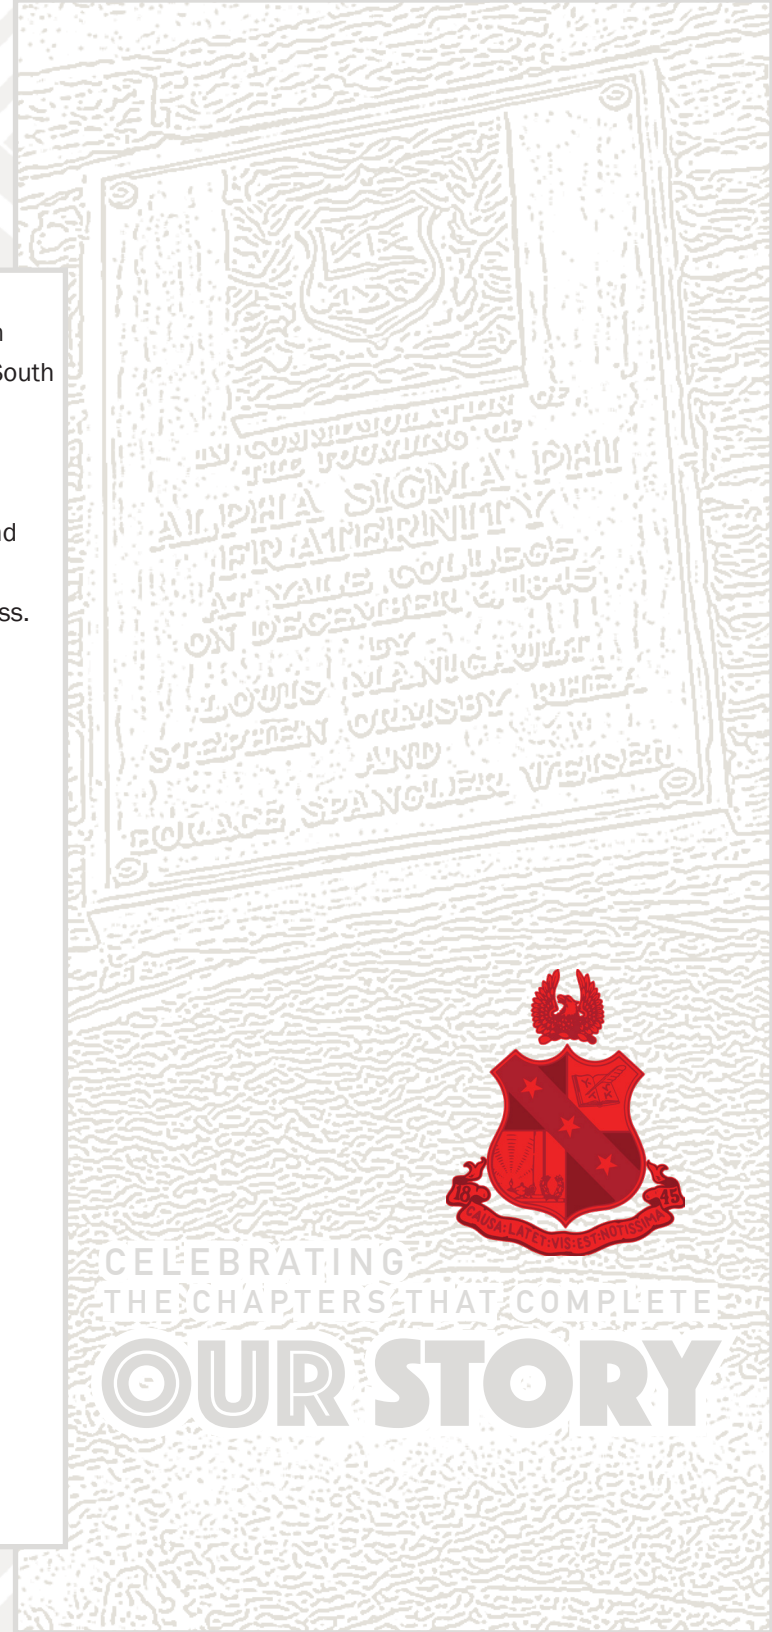 n
South
nd
ss.
IN COMMEMORATION OF
THE FOUNDING OF
ALPHA SIGMA PHI
FRATERNITY
AT YALE COLLEGE
ON DECEMBER 6, 1845
BY
LOUIS MANIGAULT
STEPHEN ORMSBY RHEA
AND
HORACE SPANGLER WEISER
18 45
CAUSA:LATET:VIS:EST:NOTISSIMA
CELEBRATING
THE CHAPTERS THAT COMPLETE
OUR STORY